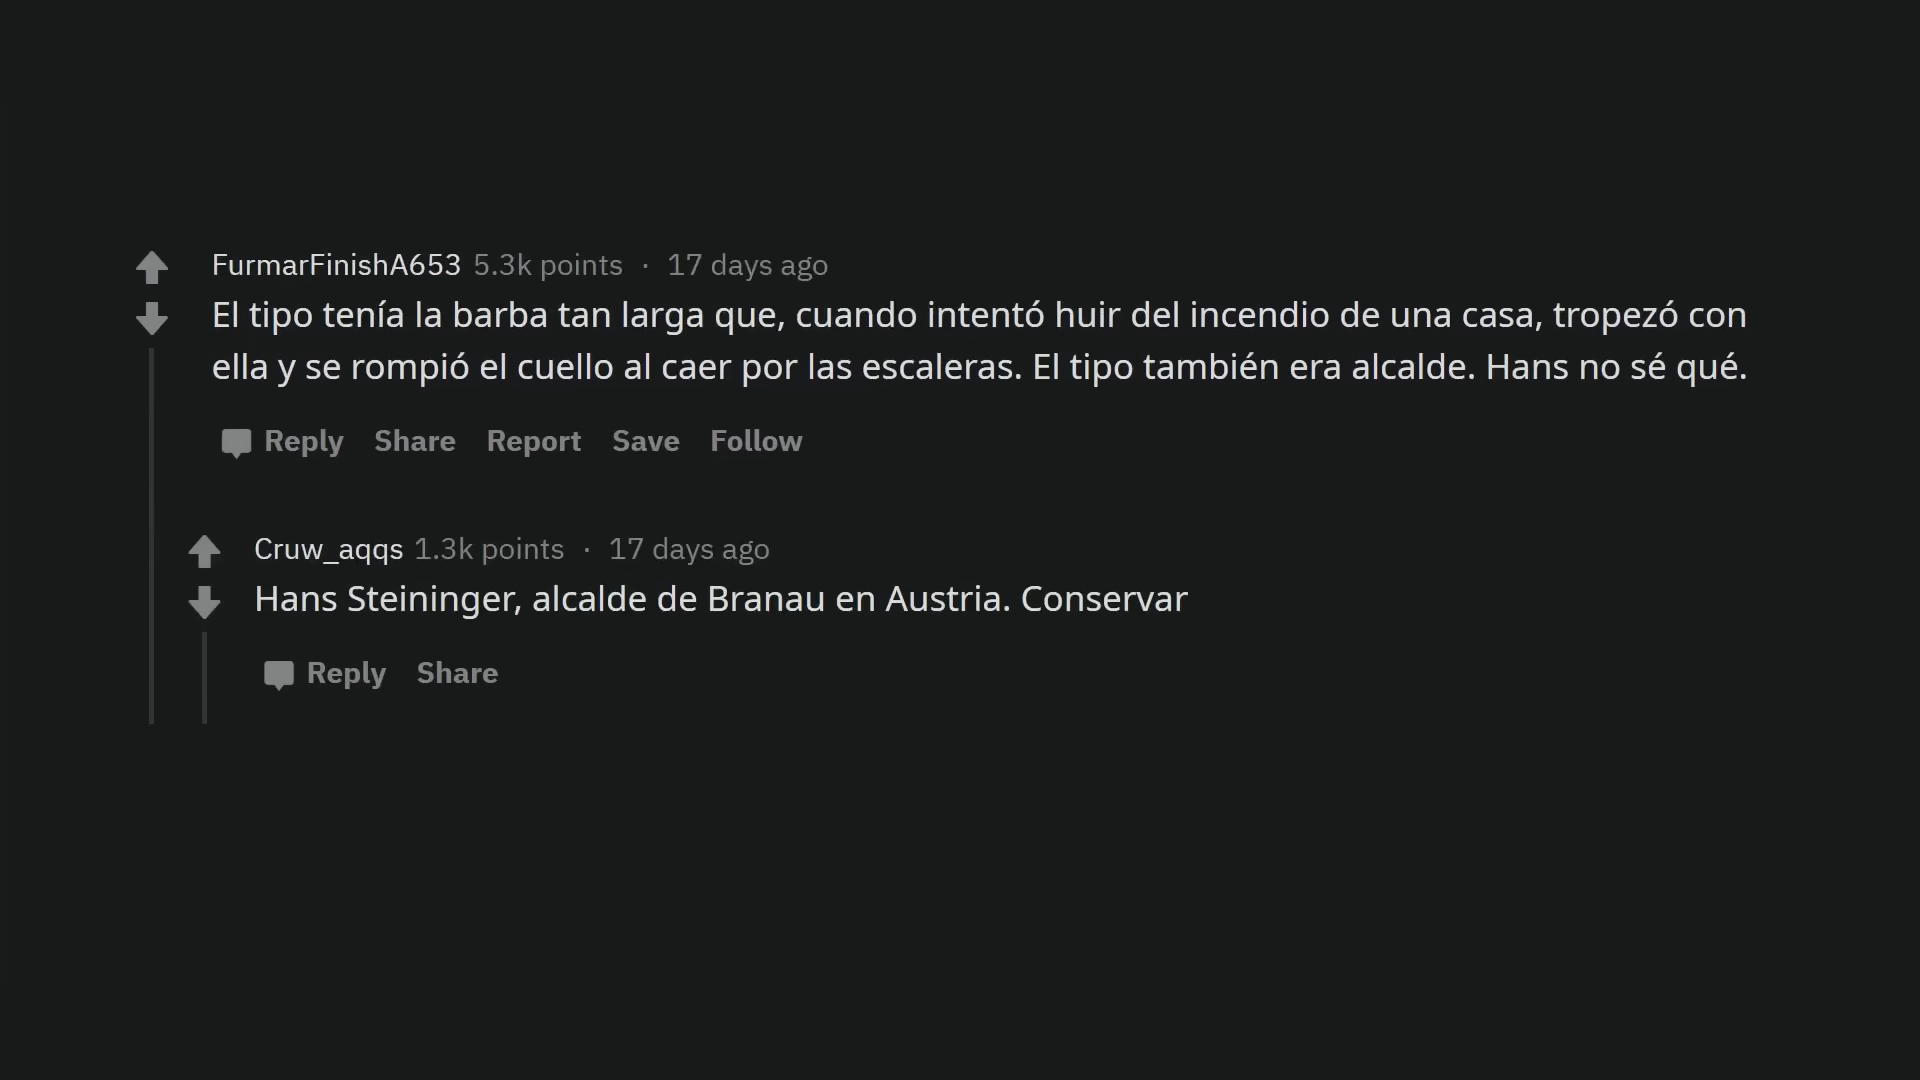 FurmarFinishA653 5.3k points · 17 days ago
El tipo tenía la barba tan larga que, cuando intentó huir del incendio de una casa, tropezó con
ella y se rompió el cuello al caer por las escaleras. El tipo también era alcalde. Hans no sé qué.
Reply Share Report Save Follow
Cruw_aqqs 1.3k points · 17 days ago
Hans Steininger, alcalde de Branau en Austria. Conservar
Reply Share